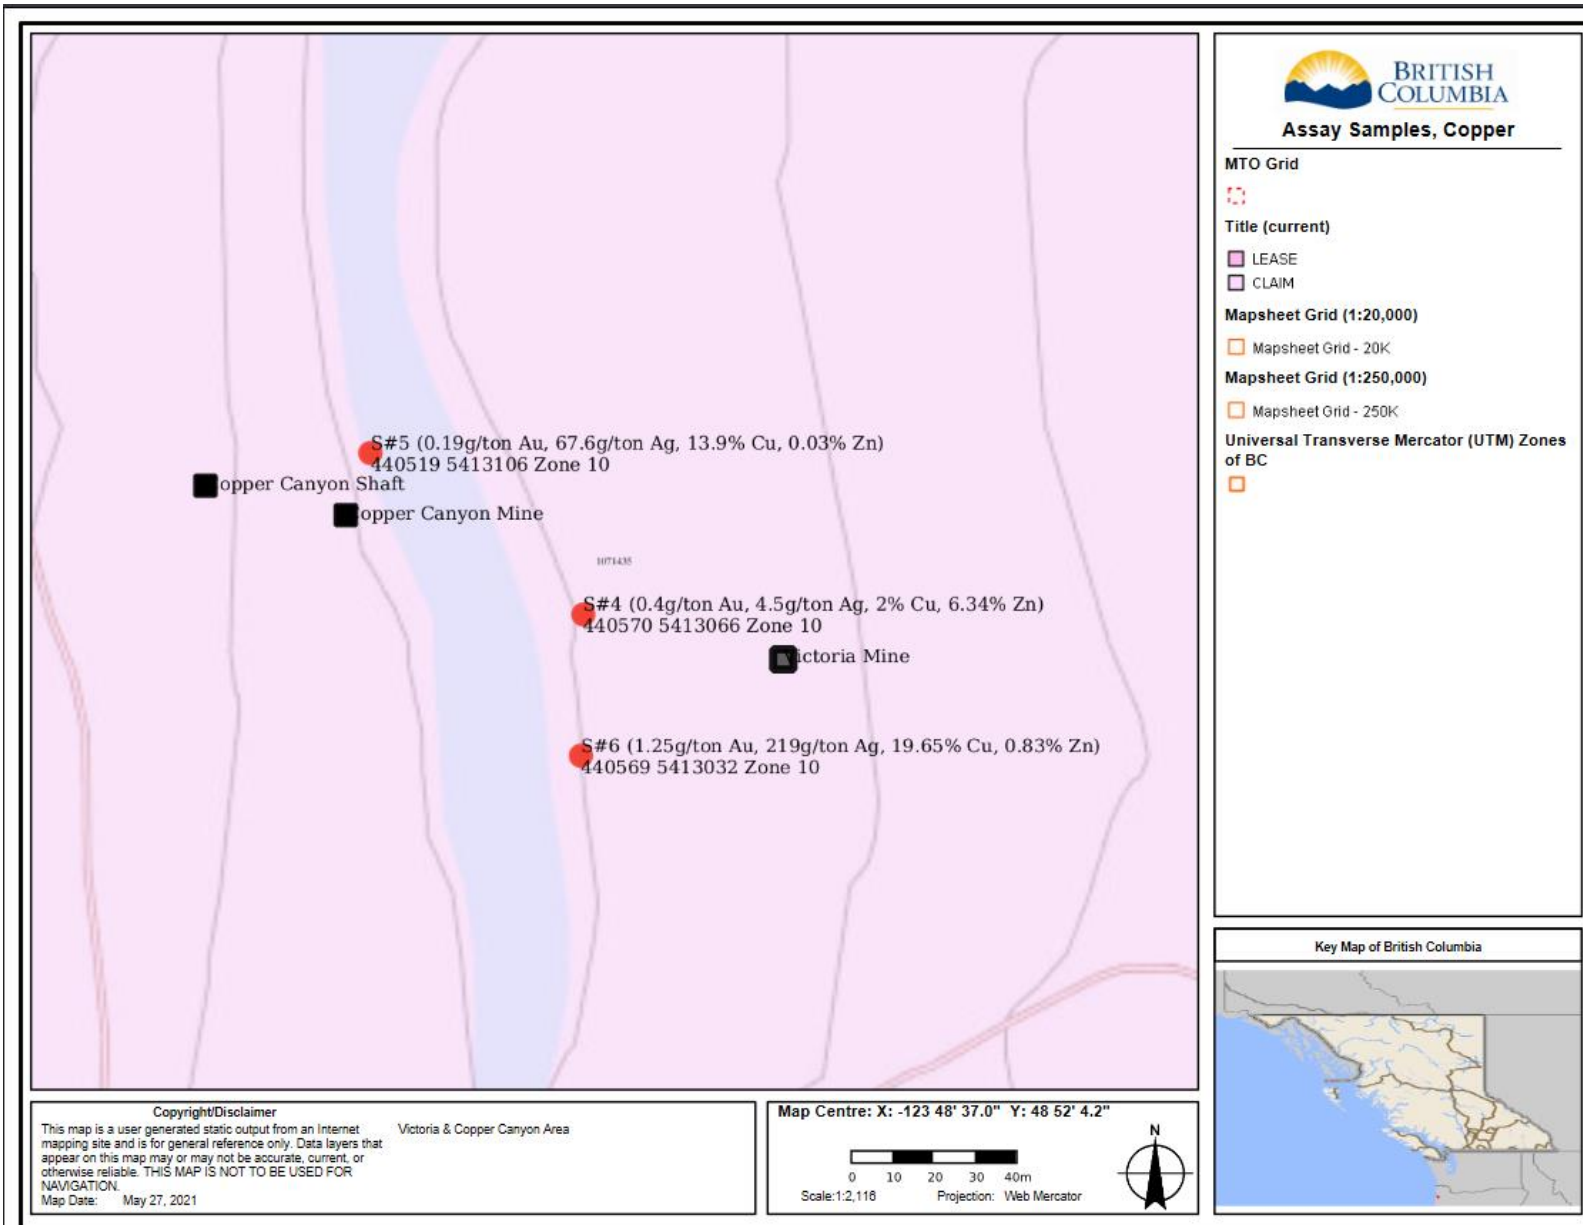 S#5 (0.19g/ton Au, 67.6g/ton Ag, 13.9% Cu, 0.03% Zn)
440519 5413106 Zone 10
opper Canyon Shaft
opper Canyon Mine
1071435
S#4 (0.4g/ton Au, 4.5g/ton Ag, 2% Cu, 6.34% Zn)
440570 5413066 Zone 10
ictoria Mine
S#6 (1.25g/ton Au, 219g/ton Ag, 19.65% Cu, 0.83% Zn)
440569 5413032 Zone 10
BRITISH
COLUMBIA
Assay Samples, Copper
MTO Grid
Title (current)
LEASE
CLAIM
Mapsheet Grid (1:20,000)
Mapsheet Grid - 20K
Mapsheet Grid (1:250,000)
Mapsheet Grid - 250K
Universal Transverse Mercator (UTM) Zones
of BC
Key Map of British Columbia
Copyright/Disclaimer
This map is a user generated static output from an Internet
mapping site and is for general reference only. Data layers that
appear on this map may or may not be accurate, current, or
otherwise reliable. THIS MAP IS NOT TO BE USED FOR
NAVIGATION.
Map Date: May 27, 2021
Victoria & Copper Canyon Area
Map Centre: X: -123 48' 37.0" Y: 48 52' 4.2"
0 10 20 30 40m
Scale:1:2,116 Projection: Web Mercator
N